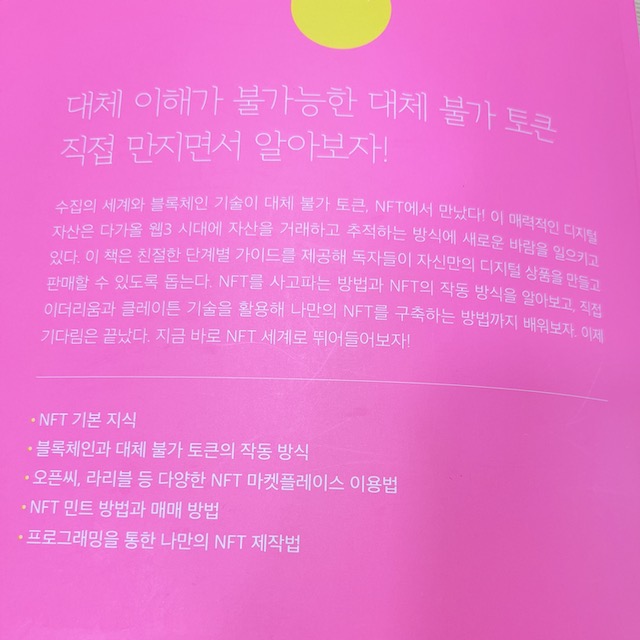 대체 이해가 불가능한 대체 불가 토큰
직접 만지면서 알아보자!
수집의 세계와 블록체인 기술이 대체 불가 토큰, NFT에서 만났다! 이 매력적인 디지털
자산은 다가올 웹3 시대에 자산을 거래하고 추적하는 방식에 새로운 바람을 일으키고
있다. 이 책은 친절한 단계별 가이드를 제공해 독자들이 자신만의 디지털 상품을 만들고
판매할 수 있도록 돕는다. NFT를 사고파는 방법과 NFT의 작동 방식을 알아보고, 직접
이더리움과 클레이튼 기술을 활용해 나만의 NFT를 구축하는 방법까지 배워보자. 이제
기다림은 끝났다. 지금 바로 NFT 세계로 뛰어들어보자!
• NFT 기본 지식
• 블록체인과 대체 불가 토큰의 작동 방식
• 오픈씨, 라리블 등 다양한 NFT 마켓플레이스 이용법
• NFT 민트 방법과 매매 방법
• 프로그래밍을 통한 나만의 NFT 제작법